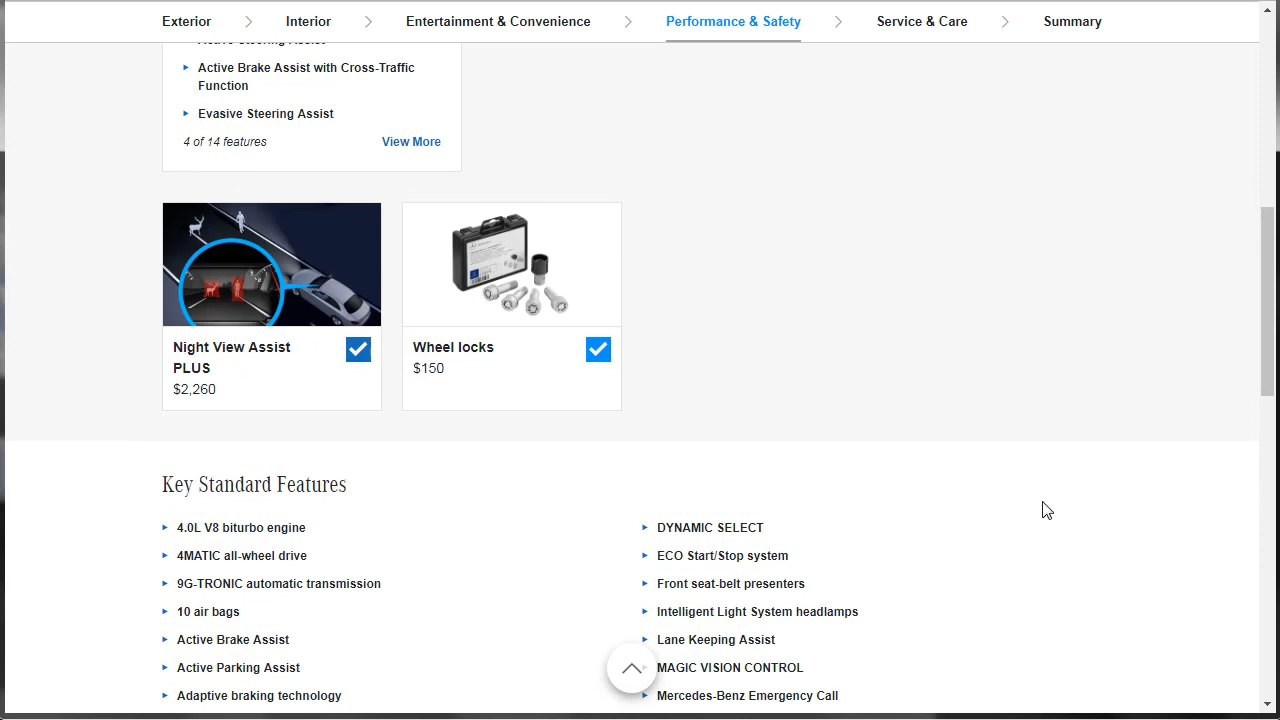 Exterior
Interior
Entertainment & Convenience
Performance & Safety
Service & Care
Summary
Active Steering Assist
Active Brake Assist with Cross-Traffic
Function
Evasive Steering Assist
4 of 14 features
View More
Night View Assist
PLUS
$2,260
Wheel locks
$150
Key Standard Features
4.0L V8 biturbo engine
4MATIC all-wheel drive
9G-TRONIC automatic transmission
10 air bags
Active Brake Assist
Active Parking Assist
Adaptive braking technology
DYNAMIC SELECT
ECO Start/Stop system
Front seat-belt presenters
Intelligent Light System headlamps
Lane Keeping Assist
MAGIC VISION CONTROL
Mercedes-Benz Emergency Call